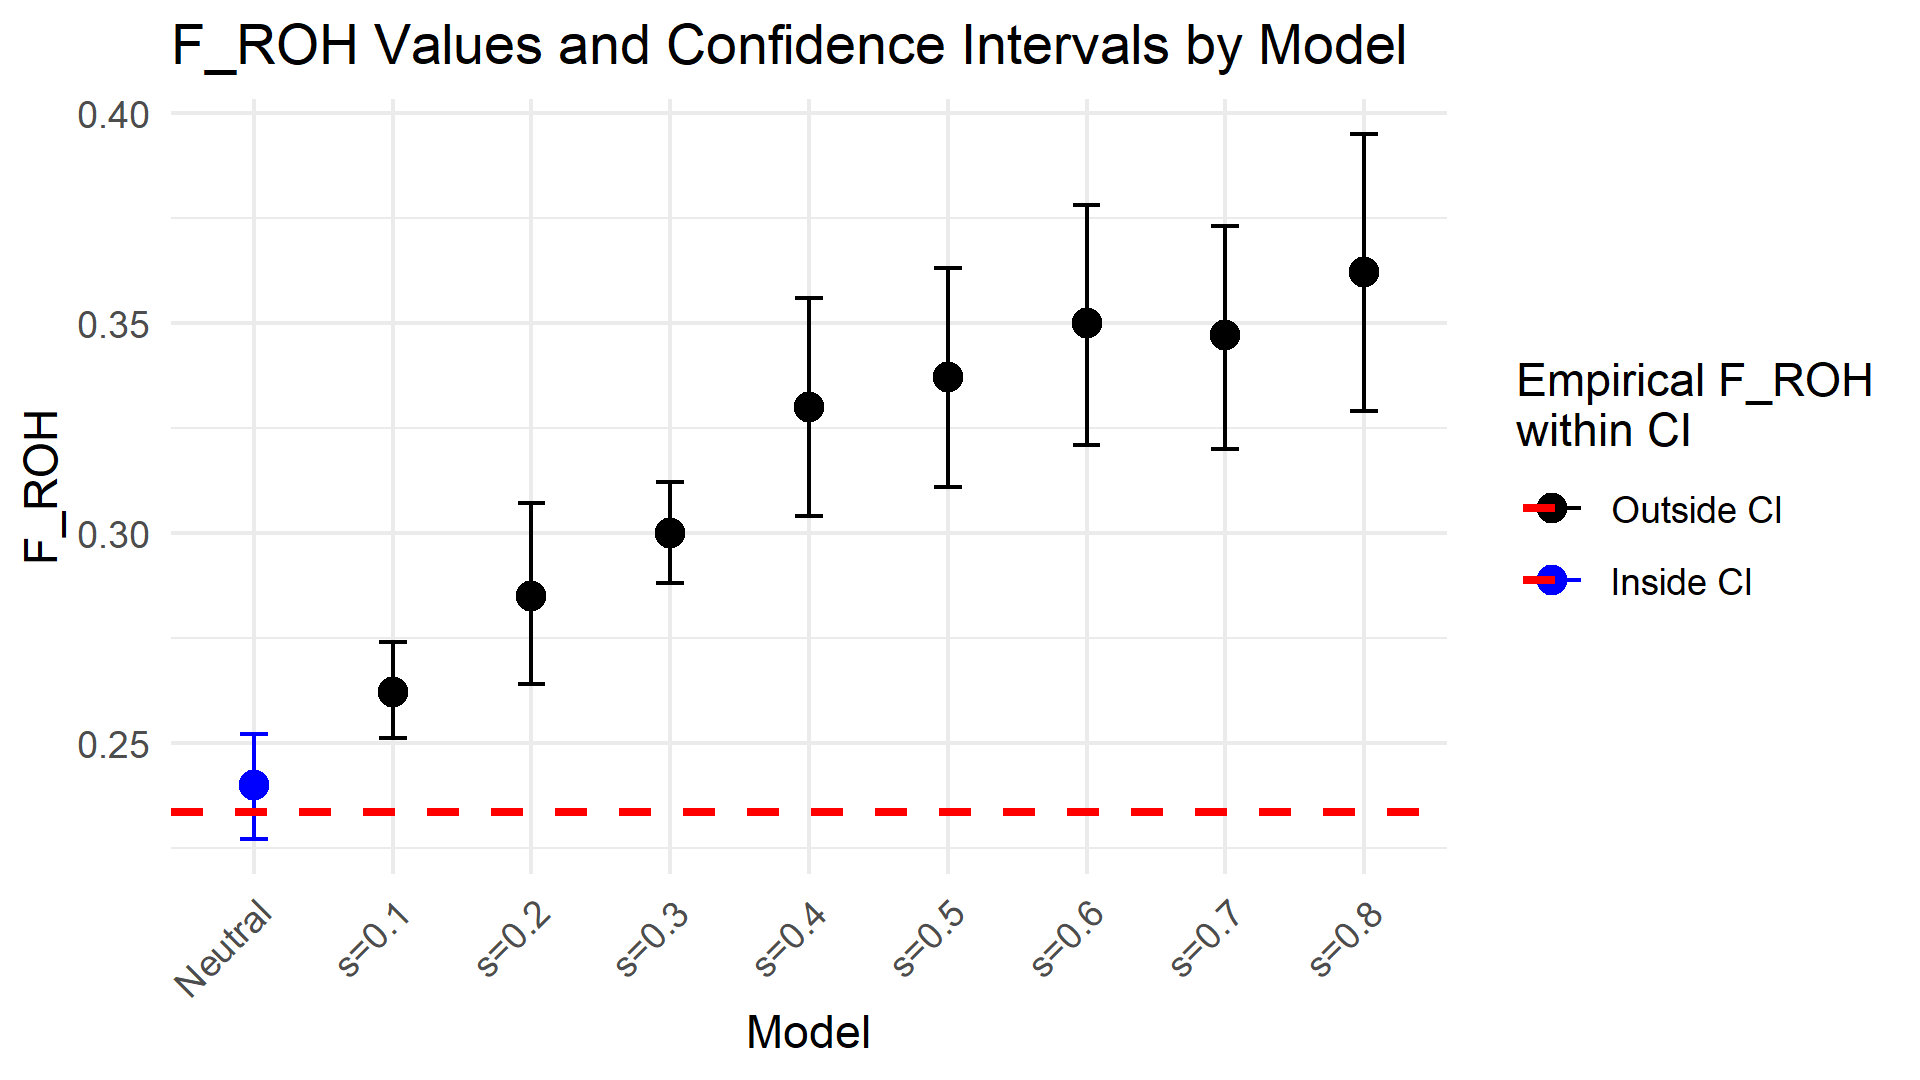 F_ROH Values and Confidence Intervals by Model
F_ROH
0.40
0.35
0.30
0.25
Neutral
s=0.1
s=0.2
s=0.3
s=0.4
s=0.5
s=0.6
s=0.7
s=0.8
Model
Empirical F_ROH
within CI
Outside CI
Inside CI